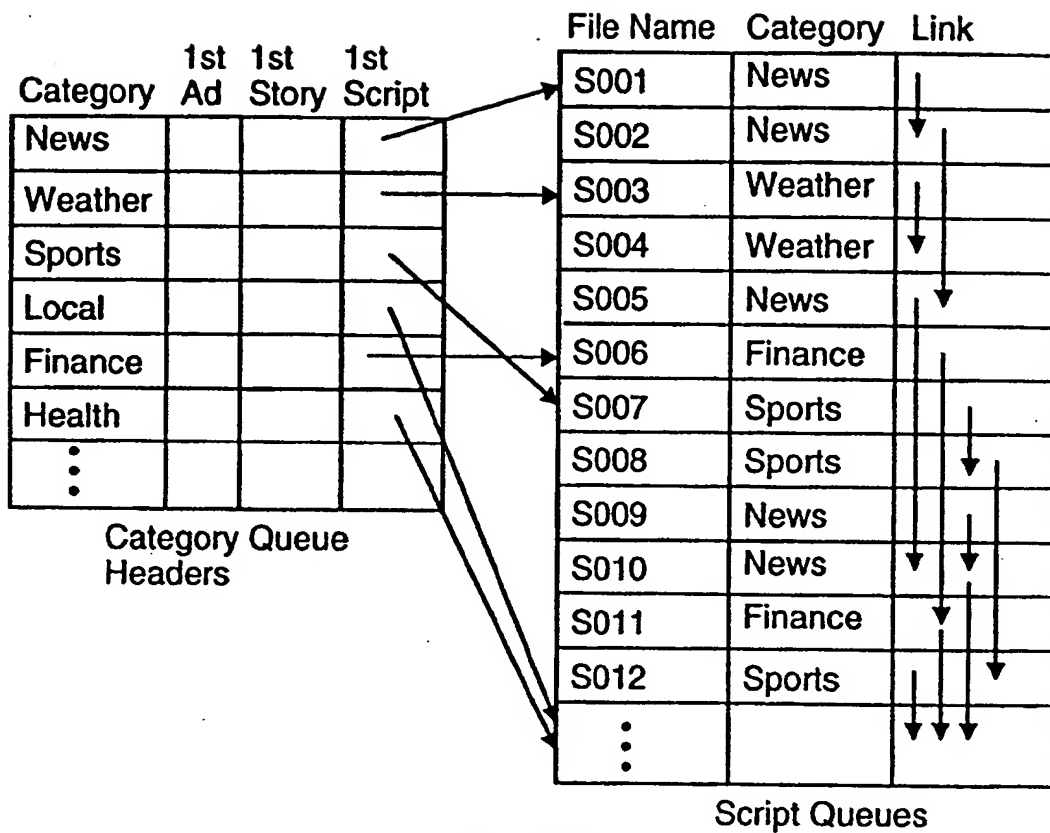 1st 1st 1st
Category Ad Story Script
News
Weather
Sports
Local
Finance
Health
Category Queue
Headers
File Name Category Link
S001 News
S002 News
S003 Weather
S004 Weather
S005 News
S006 Finance
S007 Sports
S008 Sports
S009 News
S010 News
S011 Finance
S012 Sports
Script Queues